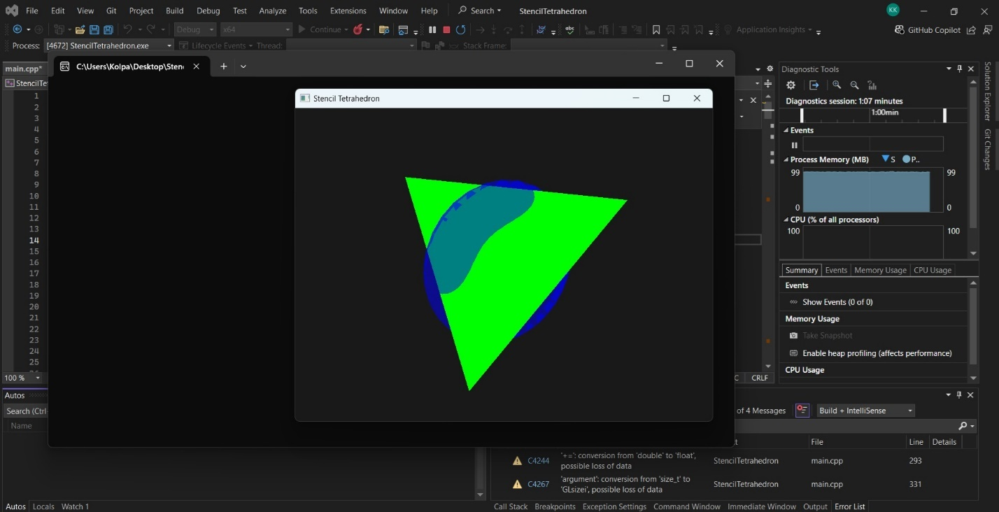 File Edit View Git Project Build Debug Test Analyze Tools Extensions Window Help Search StencilTetrahedron KK
Debug x64 Continue Application Insights GitHub Copilot
Process: [4672] StencilTetrahedron.exe Lifecycle Events Thread: Stack Frame:
main.cpp*
C:\Users\Kolpa\Desktop\Sten
StencilTe
Stencil Tetrahedron
1
2
3
4
5
6
7
8
9
10
11
12
13
14
15
16
17
18
19
20
21
22
23
24
25
100 %
CRLF
Diagnostic Tools
Diagnostics session: 1:07 minutes
1:00min
Events
Process Memory (MB) S P..
99 99
0 0
CPU (% of all processors)
100 100
Summary Events Memory Usage CPU Usage
Events
Show Events (0 of 0)
Memory Usage
Take Snapshot
Enable heap profiling (affects performance)
CPU Usage
Solution Explorer
Git Changes
Autos
Search (Ctrl
Name
of 4 Messages Build + IntelliSense
File Line Details
C4244 '+=': conversion from 'double' to 'float', possible loss of data StencilTetrahedron main.cpp 293
C4267 'argument': conversion from 'size_t' to 'GLsizei', possible loss of data StencilTetrahedron main.cpp 331
Autos Locals Watch 1
Call Stack Breakpoints Exception Settings Command Window Immediate Window Output Error List